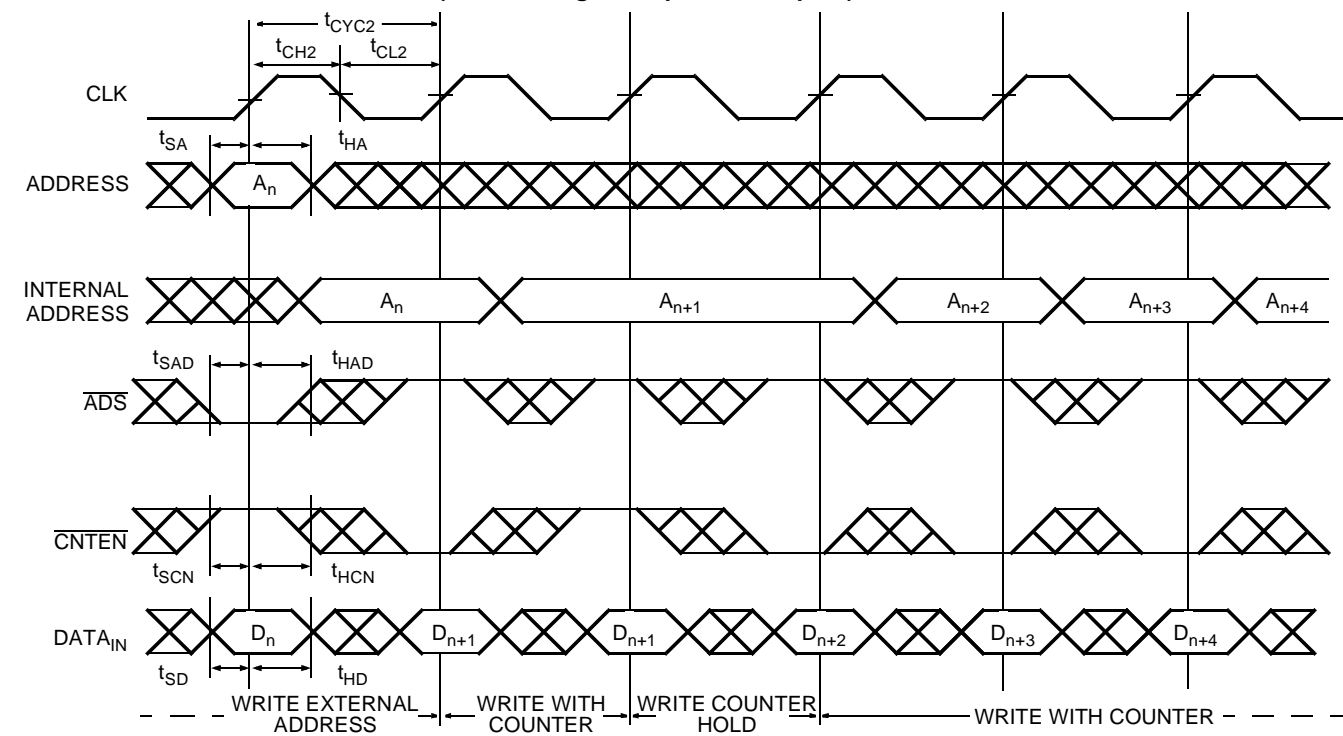 tCYC2
tCH2 tCL2
CLK
tSA tHA
ADDRESS An
INTERNAL
ADDRESS An An+1 An+2 An+3 An+4
tSAD tHAD
ADS
CNTEN
tSCN tHCN
DATAIN Dn Dn+1 Dn+1 Dn+2 Dn+3 Dn+4
tSD tHD
WRITE EXTERNAL
ADDRESS
WRITE WITH
COUNTER
WRITE COUNTER
HOLD
WRITE WITH COUNTER